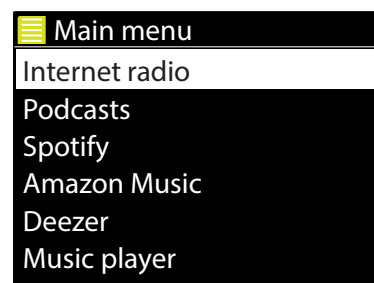 Main menu
Internet radio
Podcasts
Spotify
Amazon Music
Deezer
Music player